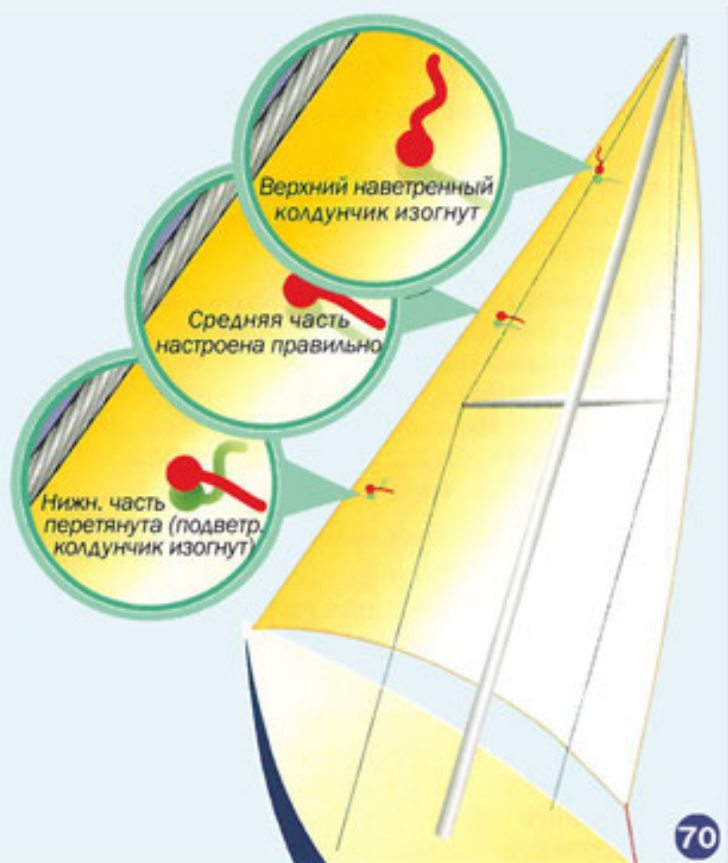 Верхний наветренный
колдунчик изогнут
Средняя часть
настроена правильно
Нижн. часть
перетянута (подветр.
колдунчик изогнут)
70